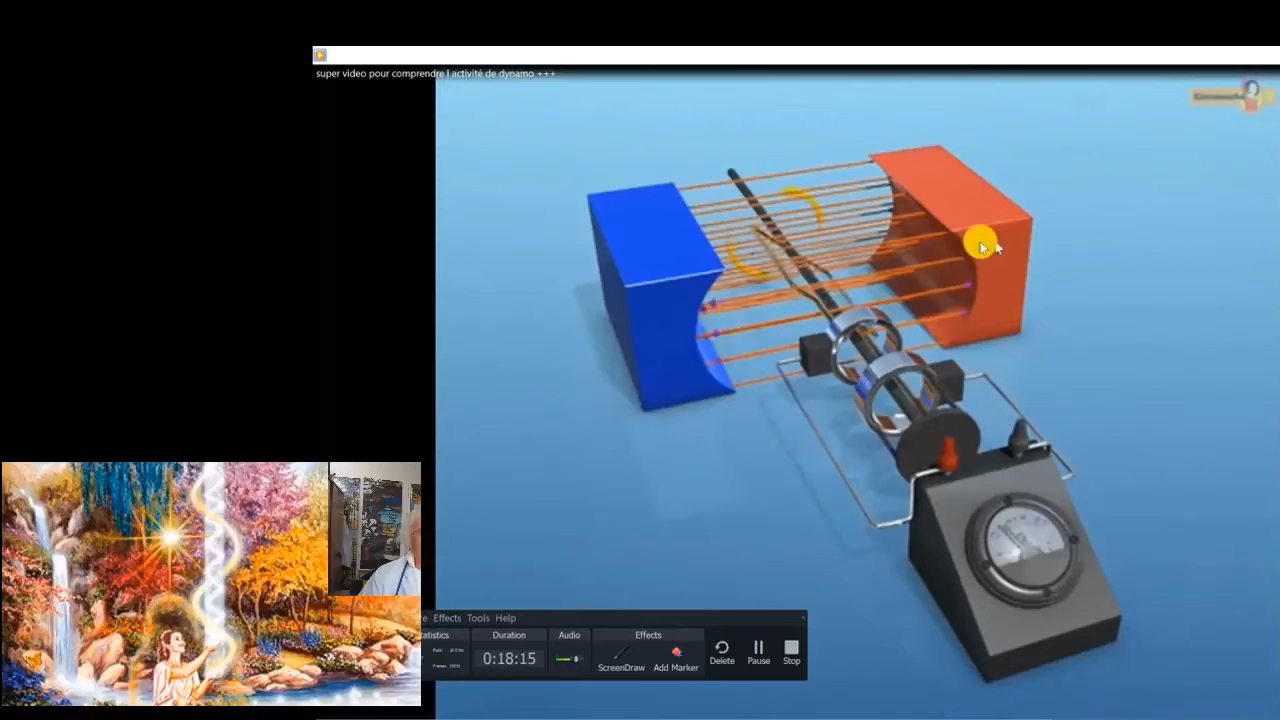 super video pour comprendre l activité de dynamo +++
Effects Tools Help
Duration
Audio
Effects
0:18:15
ScreenDraw
Add Marker
Delete
Pause
Stop